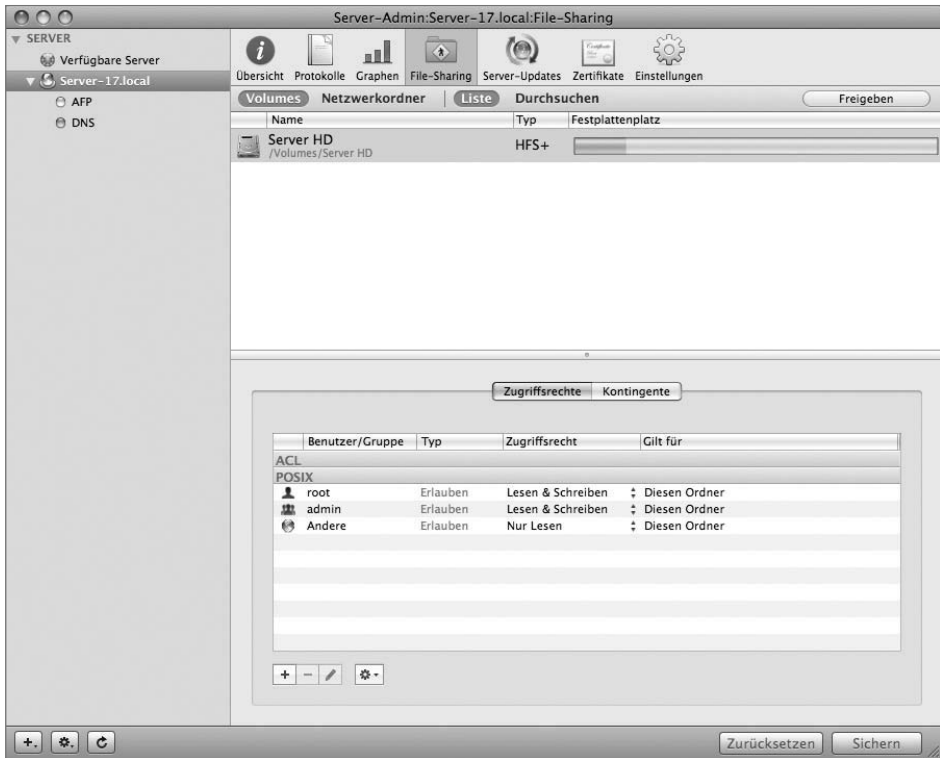 Server-Admin:Server-17.local:File-Sharing
SERVER
Verfügbare Server
Server-17.local
AFP
DNS
Übersicht Protokolle Graphen File-Sharing Server-Updates Zertifikate Einstellungen
Volumes Netzwerkordner Liste Durchsuchen Freigeben
Name Typ Festplattenplatz
Server HD HFS+
/Volumes/Server HD
Zugriffsrechte Kontingente
Benutzer/Gruppe Typ Zugriffsrecht Gilt für
ACL
POSIX
root Erlauben Lesen & Schreiben Diesen Ordner
admin Erlauben Lesen & Schreiben Diesen Ordner
Andere Erlauben Nur Lesen Diesen Ordner
Zurücksetzen Sichern